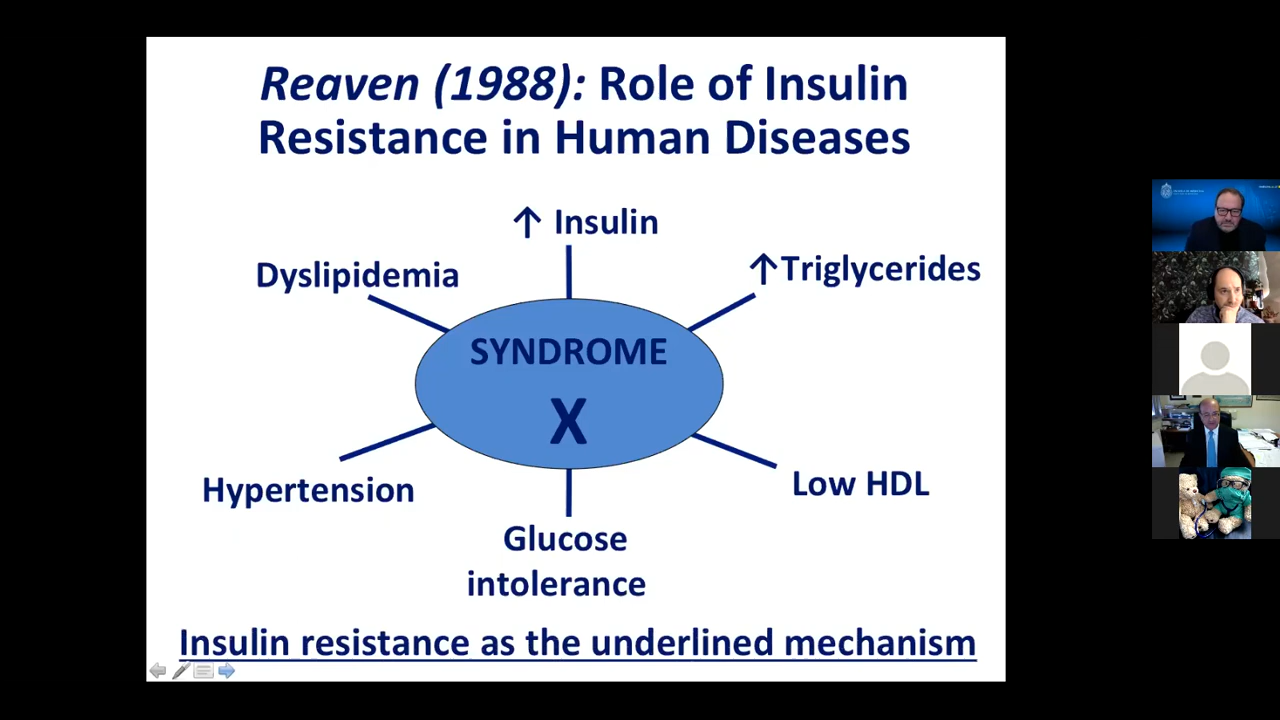 Reaven (1988): Role of Insulin
Resistance in Human Diseases
↑ Insulin
Dyslipidemia
↑Triglycerides
SYNDROME
X
Hypertension
Low HDL
Glucose
intolerance
Insulin resistance as the underlined mechanism